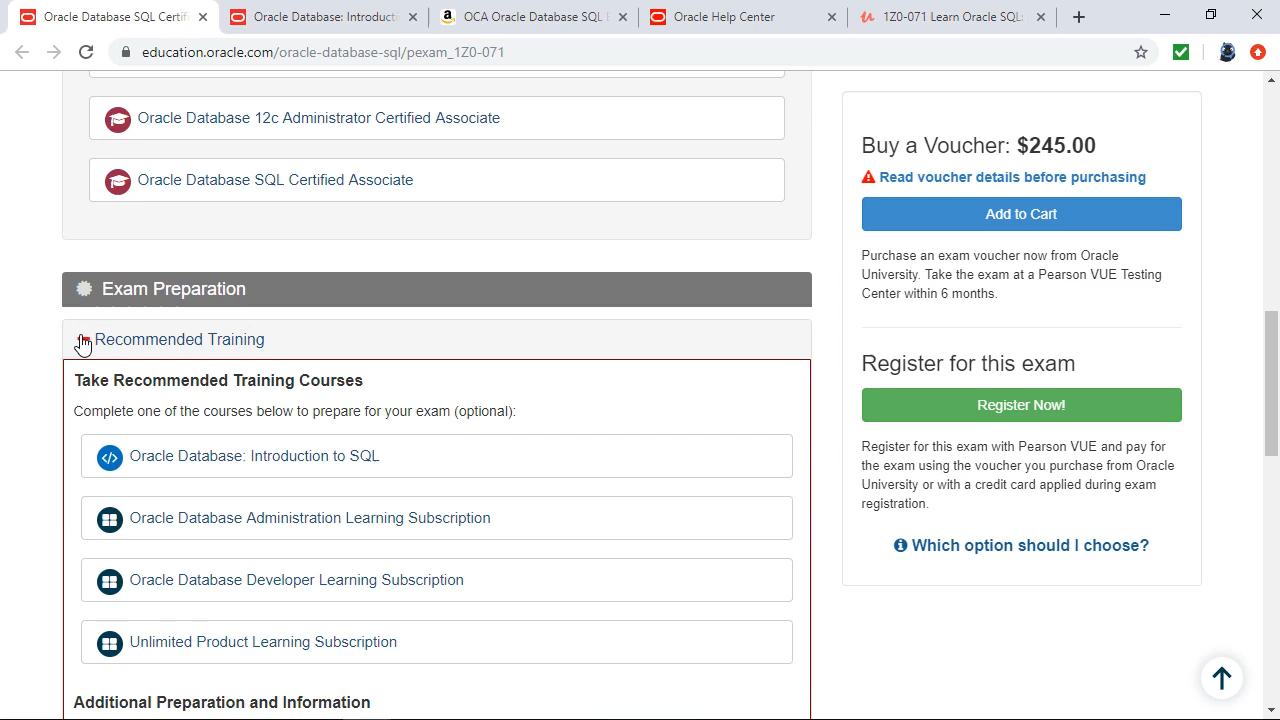 Oracle Database SQL Certif
Oracle Database: Introducti
OCA Oracle Database SQL E
Oracle Help Center
1Z0-071 Learn Oracle SQL:
education.oracle.com/oracle-database-sql/pexam_1Z0-071
Oracle Database 12c Administrator Certified Associate
Oracle Database SQL Certified Associate
Exam Preparation
Recommended Training
Take Recommended Training Courses
Complete one of the courses below to prepare for your exam (optional):
Oracle Database: Introduction to SQL
Oracle Database Administration Learning Subscription
Oracle Database Developer Learning Subscription
Unlimited Product Learning Subscription
Additional Preparation and Information
Buy a Voucher: $245.00
Read voucher details before purchasing
Add to Cart
Purchase an exam voucher now from Oracle
University. Take the exam at a Pearson VUE Testing
Center within 6 months.
Register for this exam
Register Now!
Register for this exam with Pearson VUE and pay for
the exam using the voucher you purchase from Oracle
University or with a credit card applied during exam
registration.
Which option should I choose?